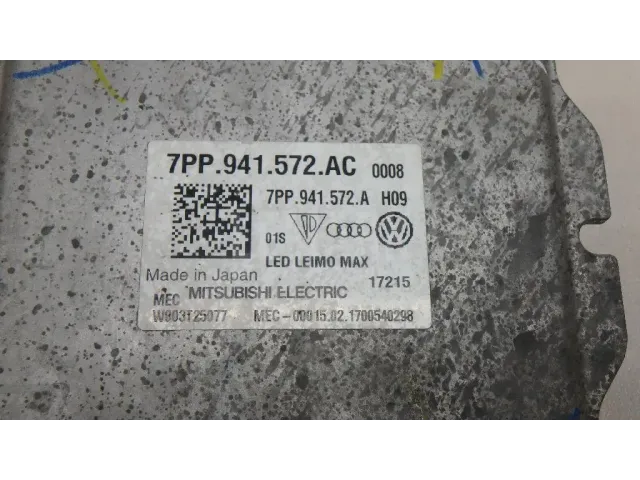 7PP.941.572.AC 0008
7PP.941.572.A H09
01S
LED LEIMO MAX
Made in Japan 17215
MEC MITSUBISHI ELECTRIC
W903T25077 MEC-00015.02.1700540298